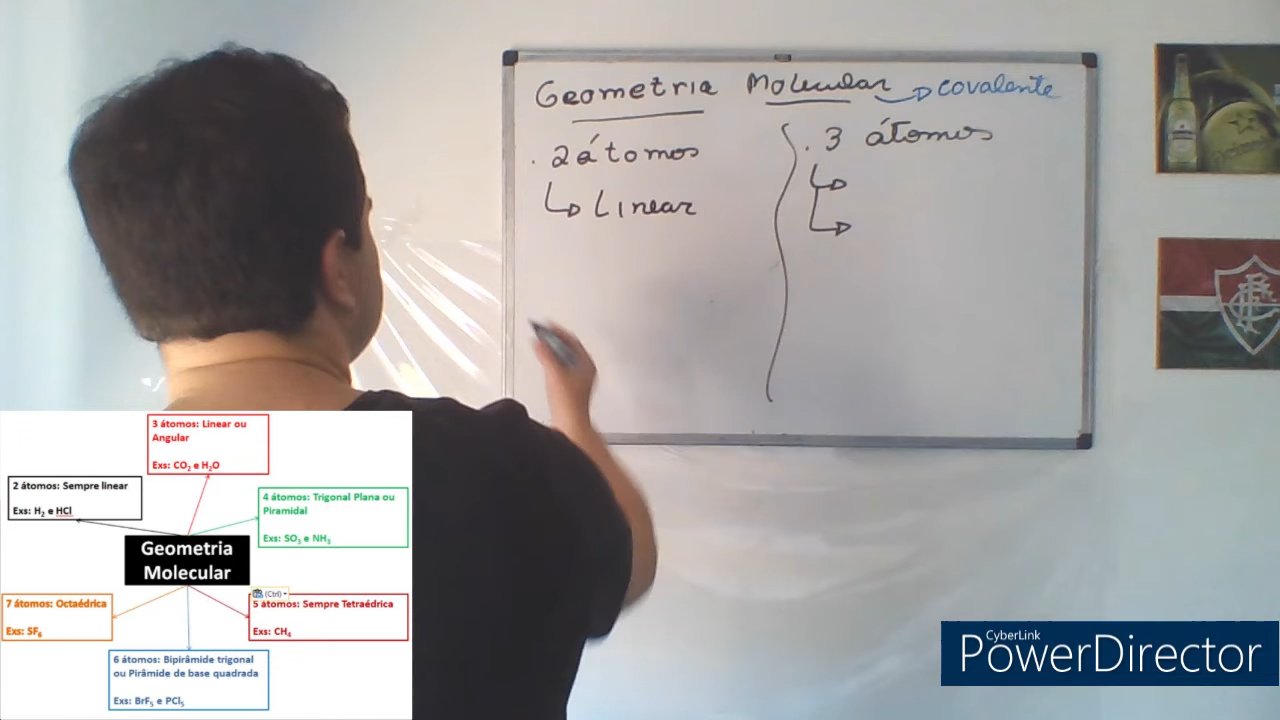 Geometria Molecular → covalente
. 2 átomos
↳ Linear
. 3 átomos
3 átomos: Linear ou
Angular
Exs: CO₂ e H₂O
2 átomos: Sempre linear
Exs: H₂ e HCl
4 átomos: Trigonal Plana ou
Piramidal
Exs: SO₃ e NH₃
Geometria
Molecular
(Ctrl)
7 átomos: Octaédrica
Exs: SF₆
5 átomos: Sempre Tetraédrica
Exs: CH₄
6 átomos: Bipirâmide trigonal
ou Pirâmide de base quadrada
Exs: BrF₅ e PCl₅
CyberLink
PowerDirector